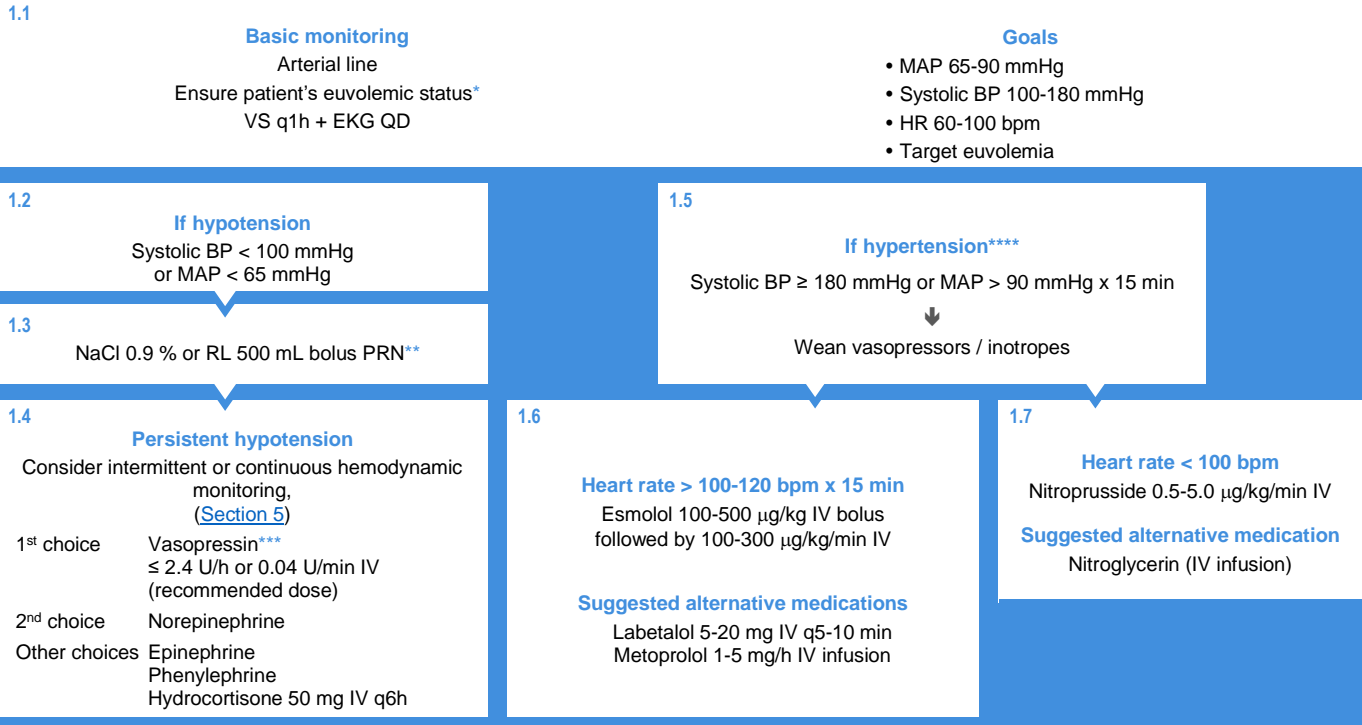 1.1
Basic monitoring
Arterial line
Ensure patient's euvolemic status*
VS q1h + EKG QD
Goals
• MAP 65-90 mmHg
• Systolic BP 100-180 mmHg
• HR 60-100 bpm
• Target euvolemia
1.2
If hypotension
Systolic BP < 100 mmHg
or MAP < 65 mmHg
1.3
NaCl 0.9 % or RL 500 mL bolus PRN**
1.4
Persistent hypotension
Consider intermittent or continuous hemodynamic
monitoring,
(Section 5)
1st choice Vasopressin***
≤ 2.4 U/h or 0.04 U/min IV
(recommended dose)
2nd choice Norepinephrine
Other choices Epinephrine
Phenylephrine
Hydrocortisone 50 mg IV q6h
1.5
If hypertension****
Systolic BP ≥ 180 mmHg or MAP > 90 mmHg x 15 min
Wean vasopressors / inotropes
1.6
Heart rate > 100-120 bpm x 15 min
Esmolol 100-500 µg/kg IV bolus
followed by 100-300 µg/kg/min IV
Suggested alternative medications
Labetalol 5-20 mg IV q5-10 min
Metoprolol 1-5 mg/h IV infusion
1.7
Heart rate < 100 bpm
Nitroprusside 0.5-5.0 µg/kg/min IV
Suggested alternative medication
Nitroglycerin (IV infusion)